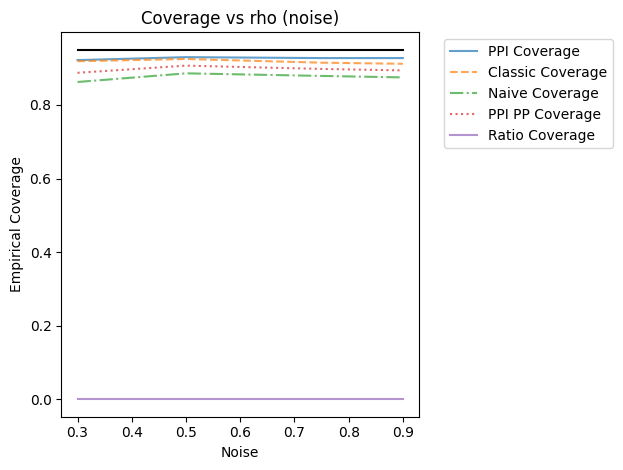 Coverage vs rho (noise)
PPI Coverage
Classic Coverage
Naive Coverage
PPI PP Coverage
Ratio Coverage
Empirical Coverage
0.8
0.6
0.4
0.2
0.0
0.3 0.4 0.5 0.6 0.7 0.8 0.9
Noise